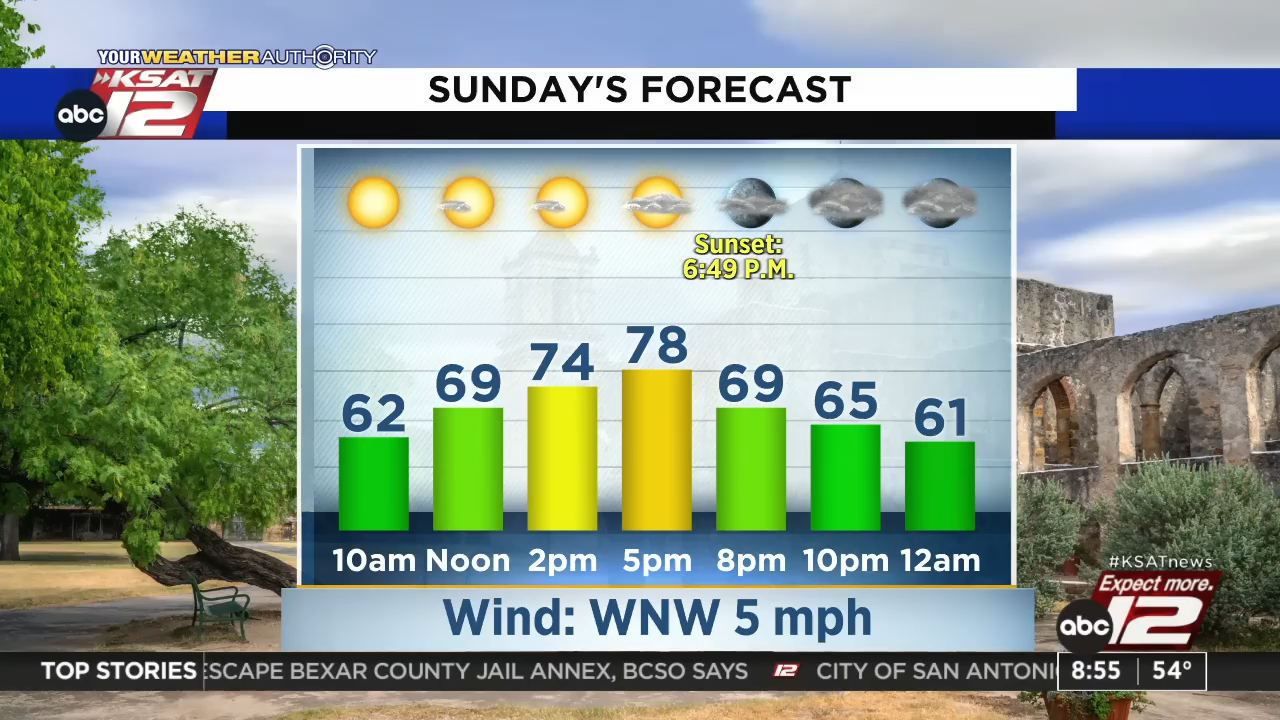 YOURWEATHERAUTHORITY
KSAT
abc 12
SUNDAY'S FORECAST
Sunset:
6:49 P.M.
62 69 74 78 69 65 61
10am Noon 2pm 5pm 8pm 10pm 12am
Wind: WNW 5 mph
#KSATnews
Expect more.
abc 12
TOP STORIES ESCAPE BEXAR COUNTY JAIL ANNEX, BCSO SAYS 12 CITY OF SAN ANTONI 8:55 54°